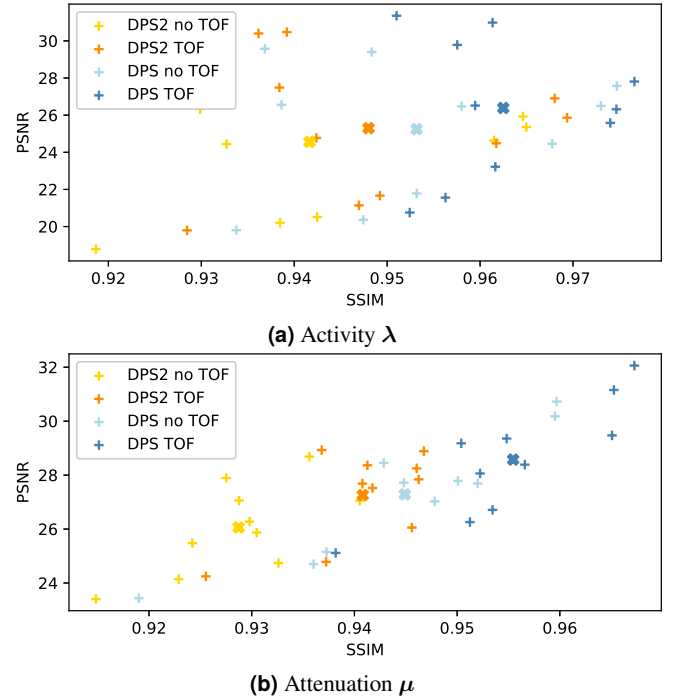 DPS2 no TOF
DPS2 TOF
DPS no TOF
DPS TOF
30
28
26
24
22
20
PSNR
0.92 0.93 0.94 0.95 0.96 0.97
SSIM
(a) Activity λ
DPS2 no TOF
DPS2 TOF
DPS no TOF
DPS TOF
32
30
28
26
24
PSNR
0.92 0.93 0.94 0.95 0.96
SSIM
(b) Attenuation μ